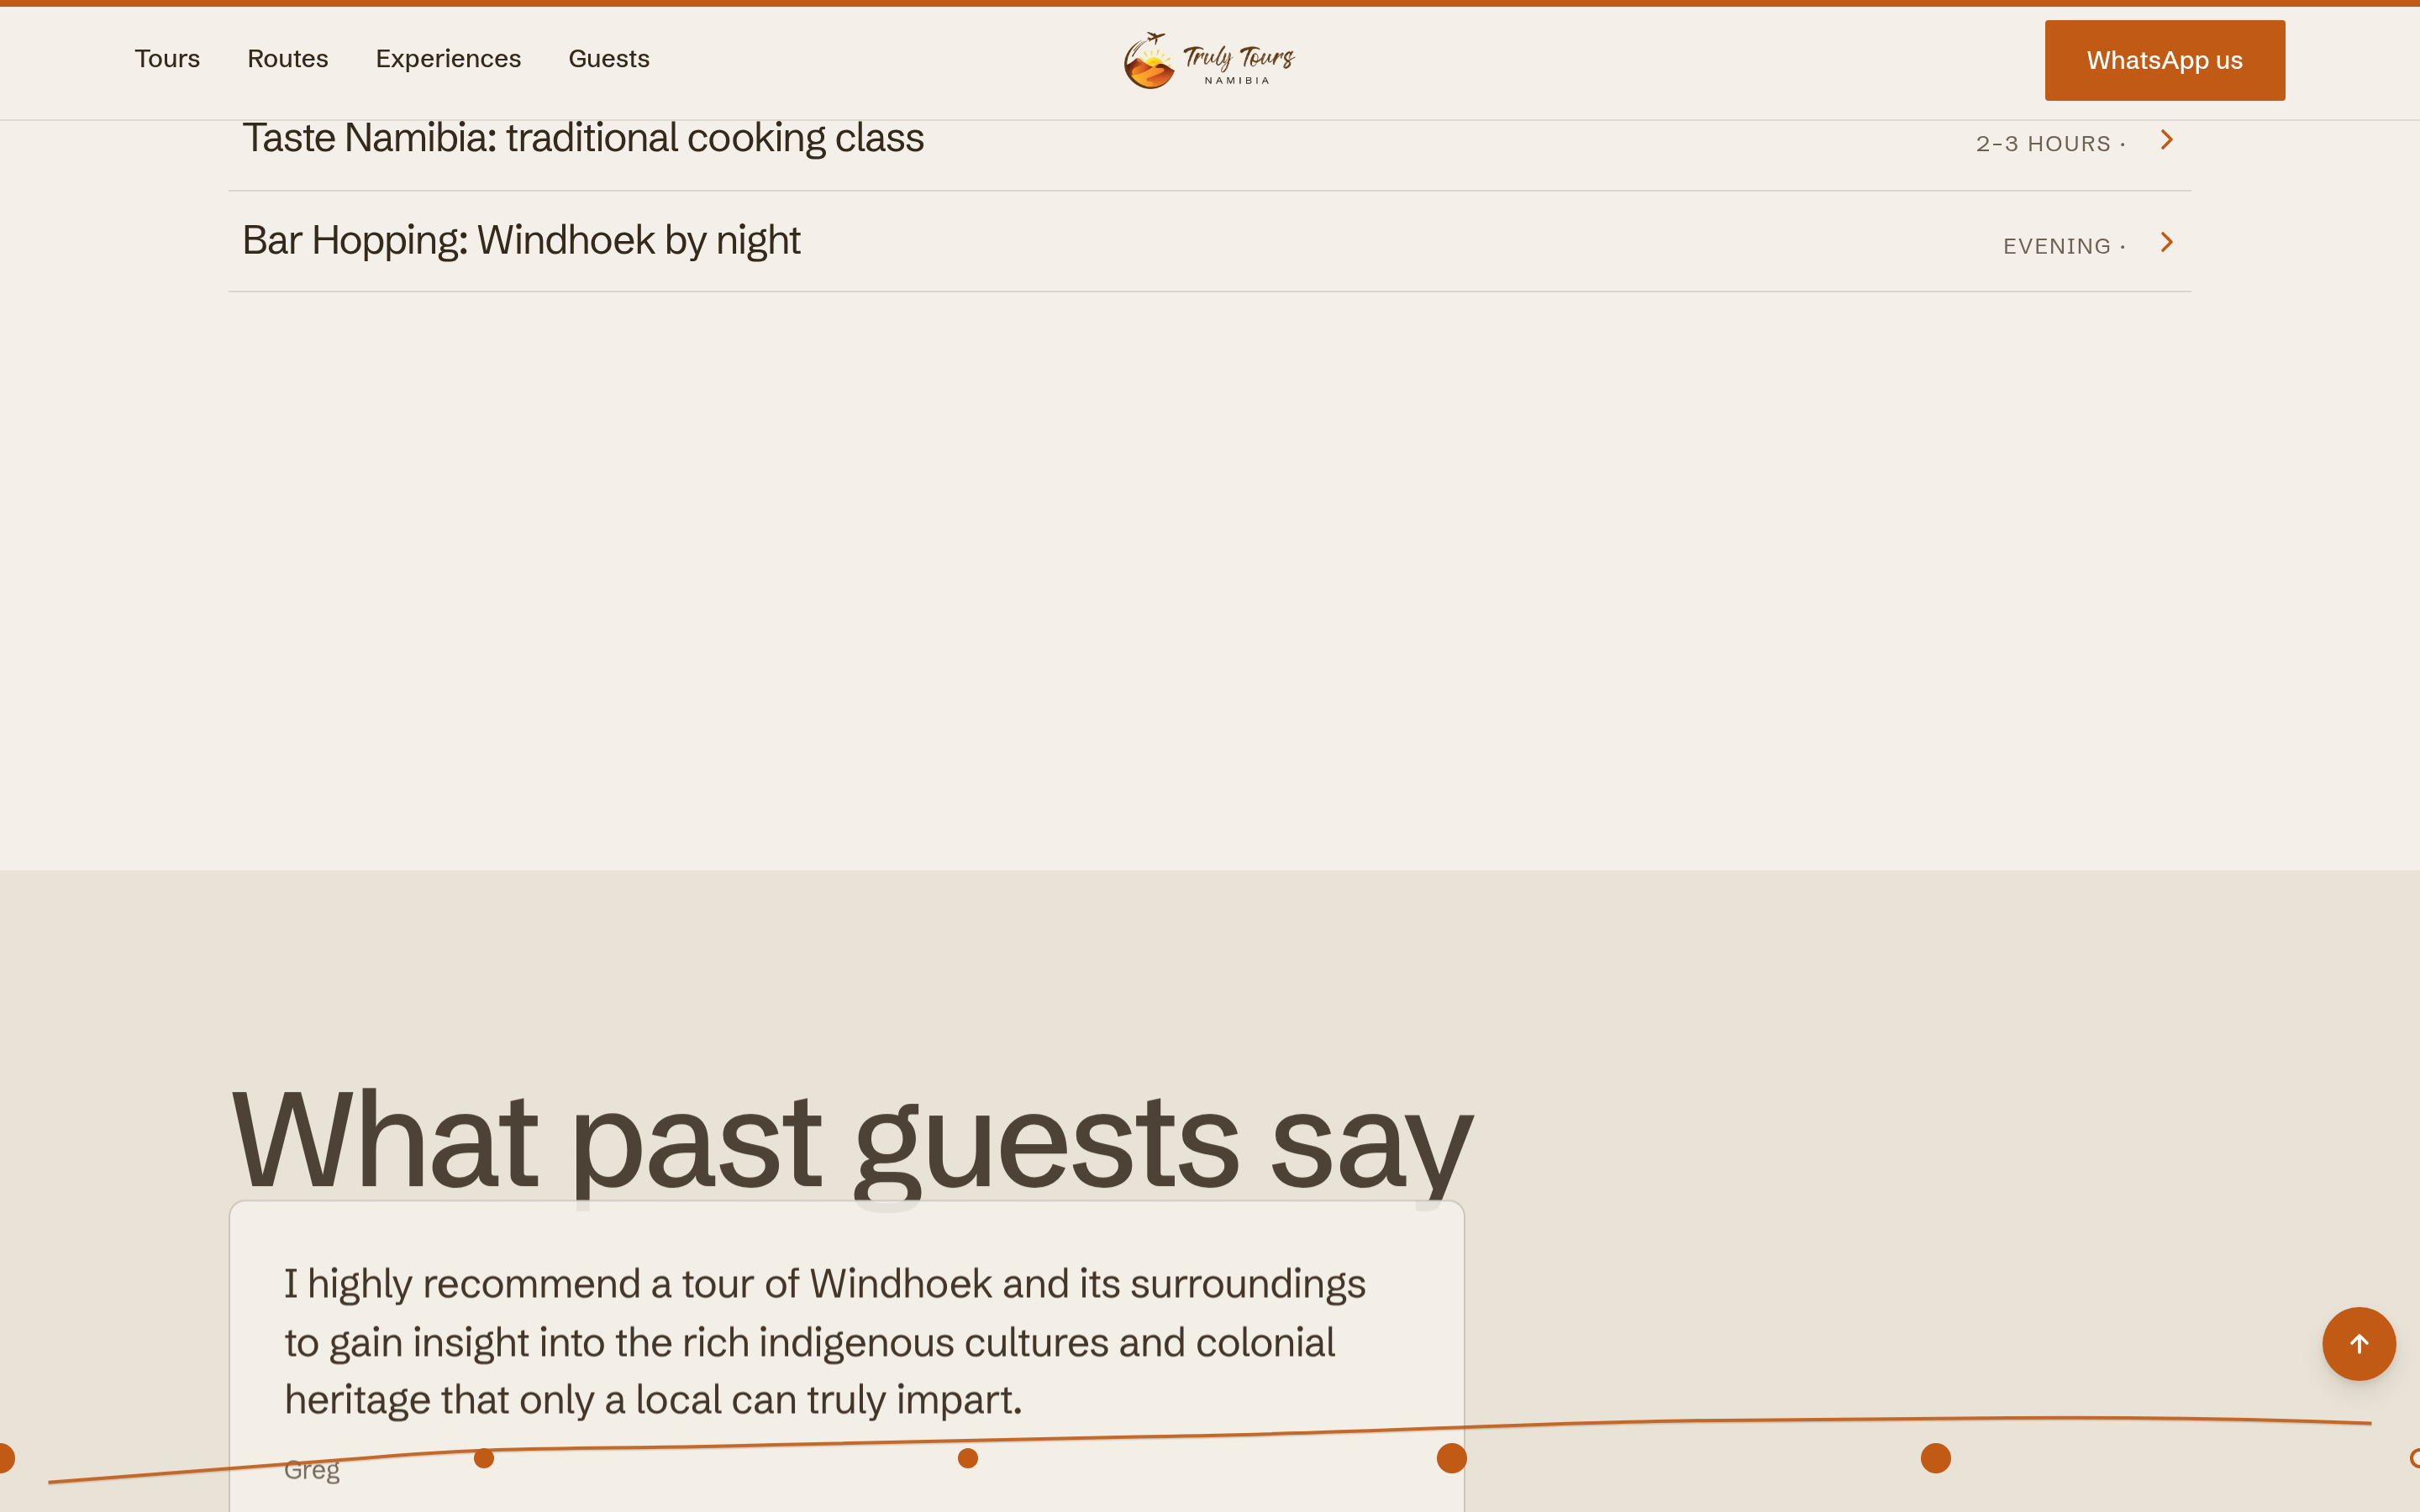 Tours Routes Experiences Guests Truly Tours WhatsApp us
NAMIBIA
Taste Namibia: traditional cooking class 2–3 HOURS ·
Bar Hopping: Windhoek by night EVENING ·
What past guests say
I highly recommend a tour of Windhoek and its surroundings
to gain insight into the rich indigenous cultures and colonial
heritage that only a local can truly impart.
Greg